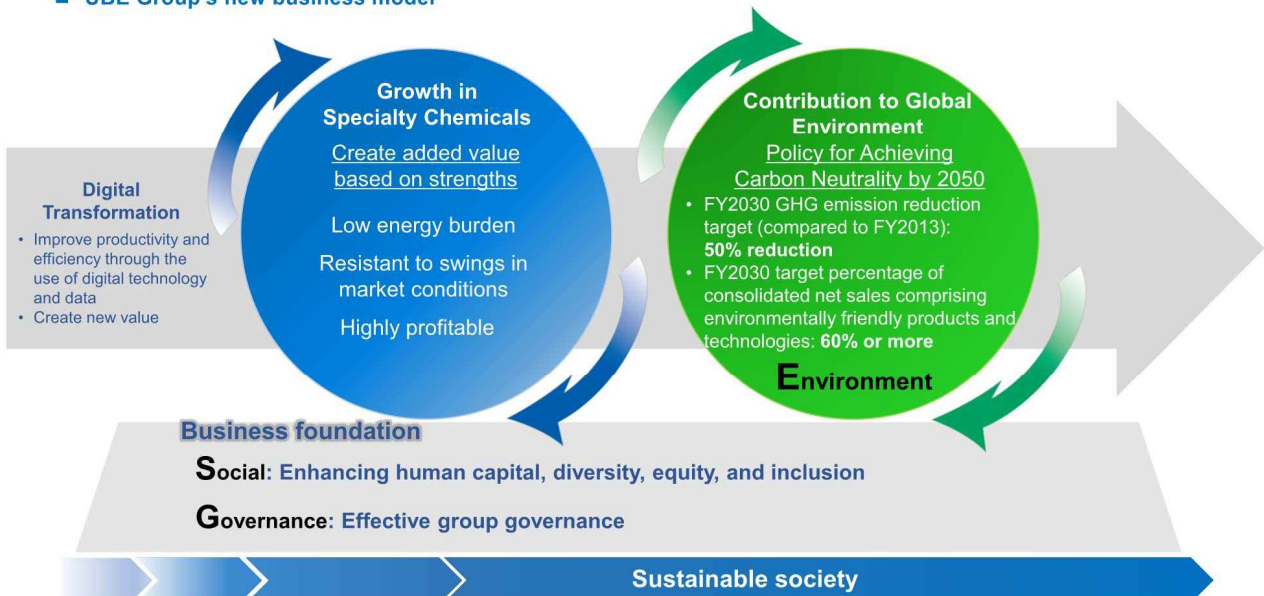 ■ UBE Group's new business model
Digital
Transformation
• Improve productivity and
efficiency through the
use of digital technology
and data
• Create new value
Growth in
Specialty Chemicals
Create added value
based on strengths
Low energy burden
Resistant to swings in
market conditions
Highly profitable
Contribution to Global
Environment
Policy for Achieving
Carbon Neutrality by 2050
• FY2030 GHG emission reduction
target (compared to FY2013):
50% reduction
• FY2030 target percentage of
consolidated net sales comprising
environmentally friendly products and
technologies: 60% or more
Environment
Business foundation
Social: Enhancing human capital, diversity, equity, and inclusion
Governance: Effective group governance
Sustainable society